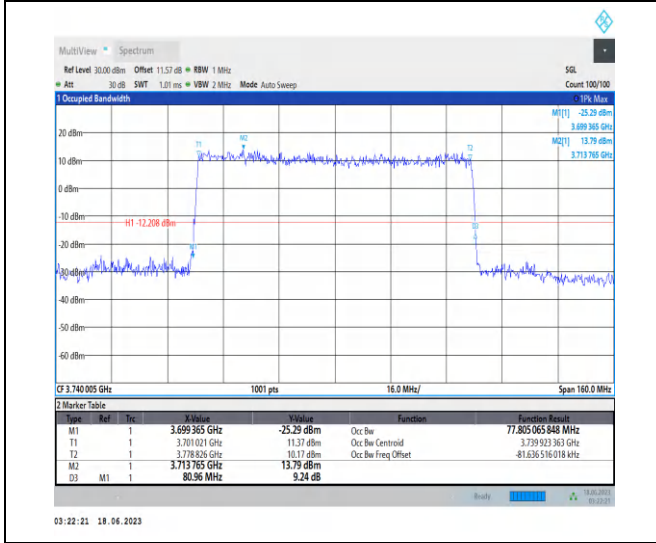 MultiView Spectrum
Ref Level 30.00 dBm Offset 11.57 dB RBW 1 MHz SGL
Att 30 dB SWT 1.01 ms VBW 2 MHz Mode Auto Sweep Count 100/100
1 Occupied Bandwidth 1Pk Max
M1[1] -25.29 dBm
3.699 365 GHz
M2[1] 13.79 dBm
3.713 765 GHz
20 dBm
T1 M2 T2
10 dBm
0 dBm
-10 dBm
H1 -12.208 dBm
D3
-20 dBm
M1
-30 dBm
-40 dBm
-50 dBm
-60 dBm
CF 3.740 005 GHz 1001 pts 16.0 MHz/ Span 160.0 MHz
2 Marker Table
Type Ref Trc X-Value Y-Value Function Function Result
M1 1 3.699 365 GHz -25.29 dBm Occ Bw 77.805 065 848 MHz
T1 1 3.701 021 GHz 11.37 dBm Occ Bw Centroid 3.739 923 363 GHz
T2 1 3.778 826 GHz 10.17 dBm Occ Bw Freq Offset -81.636 516 018 kHz
M2 1 3.713 765 GHz 13.79 dBm
D3 M1 1 80.96 MHz 9.24 dB
Ready 18.06.2023
03:22:21
03:22:21 18.06.2023